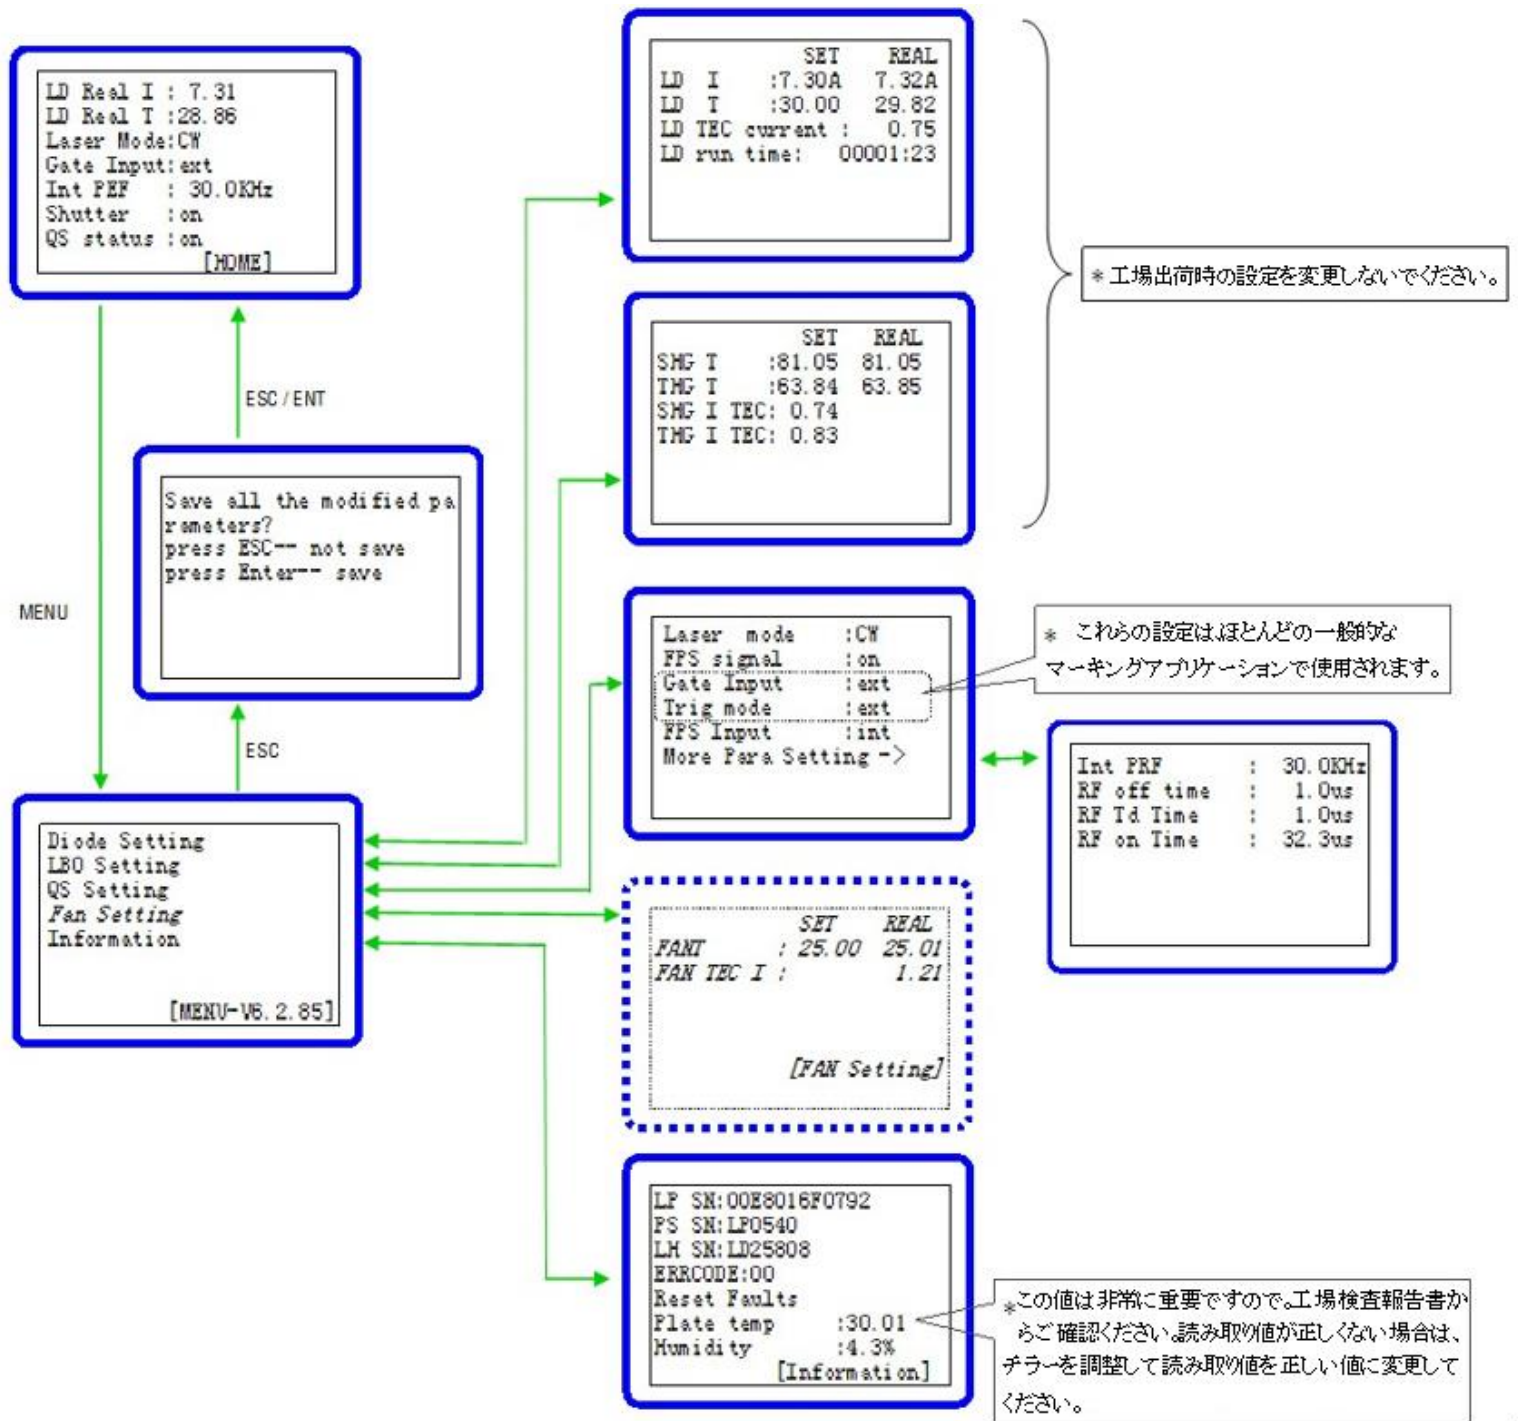 LD Real I : 7.31
LD Real T :28.86
Laser Mode:CW
Gate Input:ext
Int PEF : 30.0KHz
Shutter :on
QS status :on
[HOME]
MENU
ESC / ENT
Save all the modified pa
rameters?
press ESC-- not save
press Enter-- save
ESC
Diode Setting
LBO Setting
QS Setting
Fan Setting
Information
[MENU-V6.2.85]
SET REAL
LD I :7.30A 7.32A
LD T :30.00 29.82
LD TEC current : 0.75
LD run time: 00001:23
SET REAL
SHG T :81.05 81.05
THG T :63.84 63.85
SHG I TEC: 0.74
THG I TEC: 0.83
*工場出荷時の設定を変更しないでください。
Laser mode :CW
FPS signal :on
Gate Input :ext
Trig mode :ext
FPS Input :int
More Para Setting ->
* これらの設定は、ほとんどの一般的な
マーキングアプリケーションで使用されます。
Int PRF : 30.0KHz
RF off time : 1.0us
RF Td Time : 1.0us
RF on Time : 32.3us
SET REAL
FANT : 25.00 25.01
FAN TEC I : 1.21
[FAN Setting]
LP SN:00E8016F0792
PS SN:LP0540
LH SN:LD25808
ERRCODE:00
Reset Faults
Plate temp :30.01
Humidity :4.3%
[Information]
*この値は非常に重要ですので。工場検査報告書か
らご確認ください。読み取り値が正しくない場合は、
チラーを調整して読み取り値を正しい値に変更して
ください。